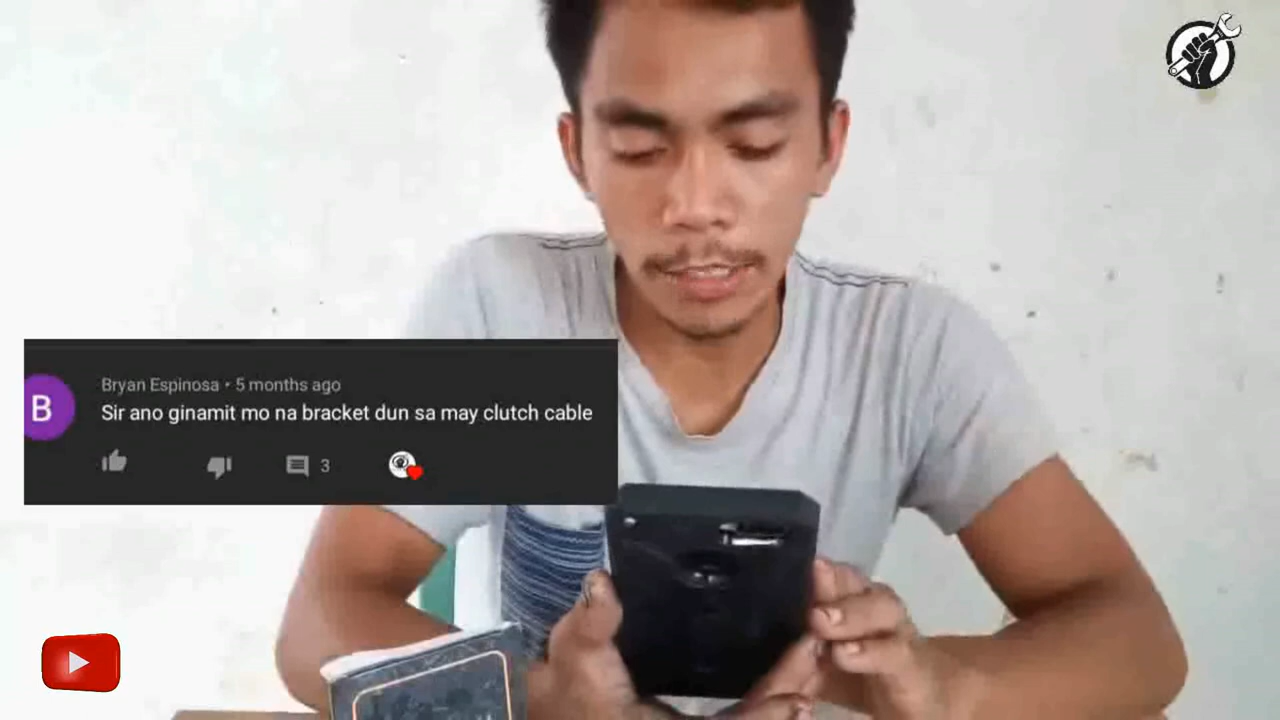 Bryan Espinosa • 5 months ago
B
Sir ano ginamit mo na bracket dun sa may clutch cable
3